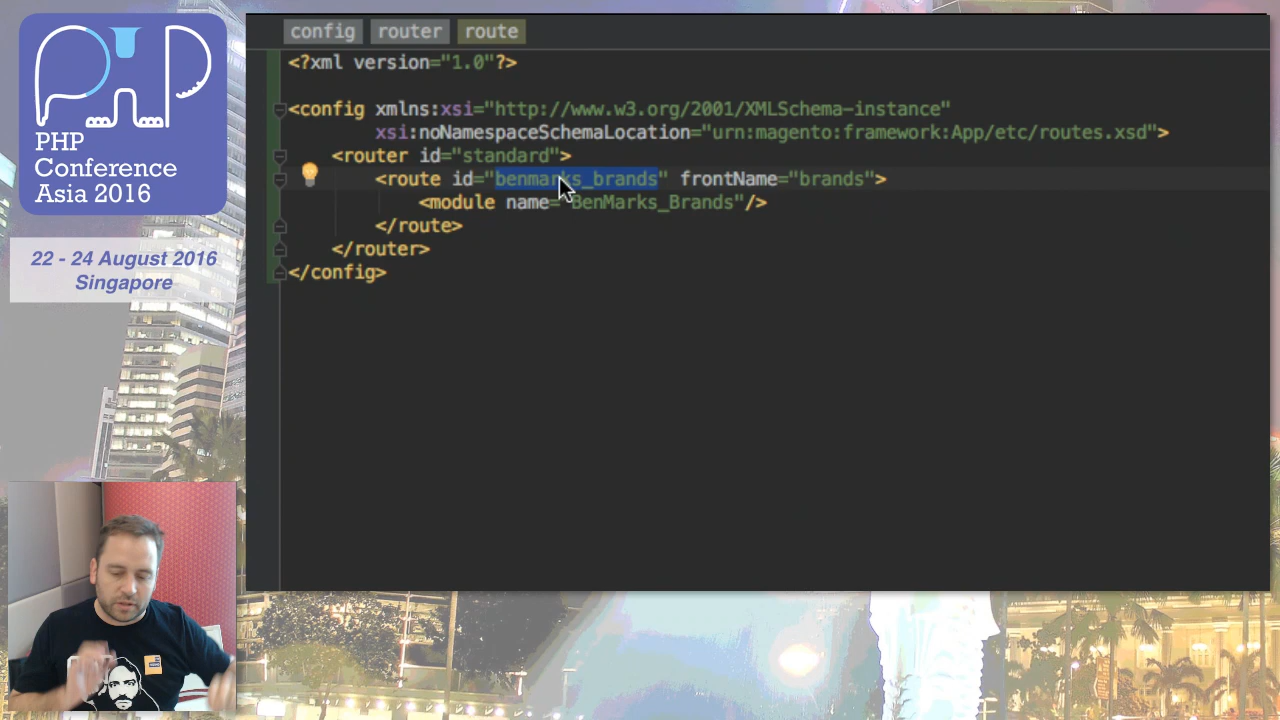 PHP
Conference
Asia 2016
22 - 24 August 2016
Singapore
config router route
<?xml version="1.0"?>
<config xmlns:xsi="http://www.w3.org/2001/XMLSchema-instance"
xsi:noNamespaceSchemaLocation="urn:magento:framework:App/etc/routes.xsd">
<router id="standard">
<route id="benmarks_brands" frontName="brands">
<module name="BenMarks_Brands"/>
</route>
</router>
</config>